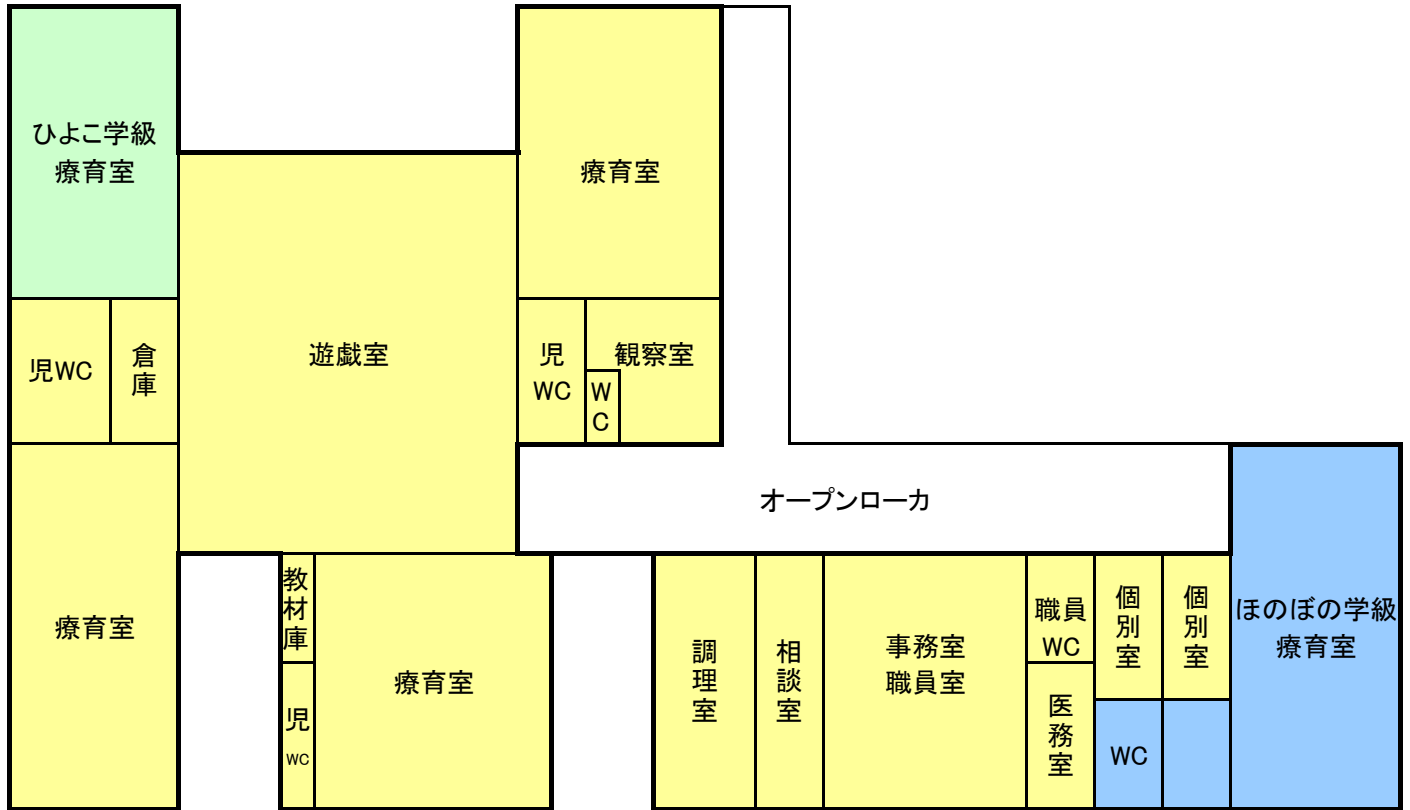 ひよこ学級
療育室
療育室
児WC
倉庫
遊戯室
児
WC
観察室
WC
オープンローカ
療育室
教材庫
児
WC
療育室
調理室
相談室
事務室
職員室
職員
WC
医務室
個別室
個別室
WC
ほのぼの学級
療育室